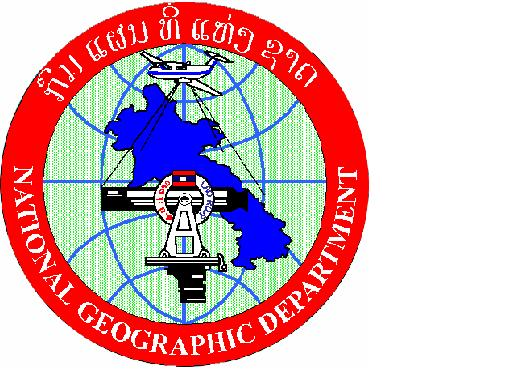 ກົມ ແຜນ ທີ່ ແຫ່ງ ຊາດ
NATIONAL GEOGRAPHIC DEPARTMENT